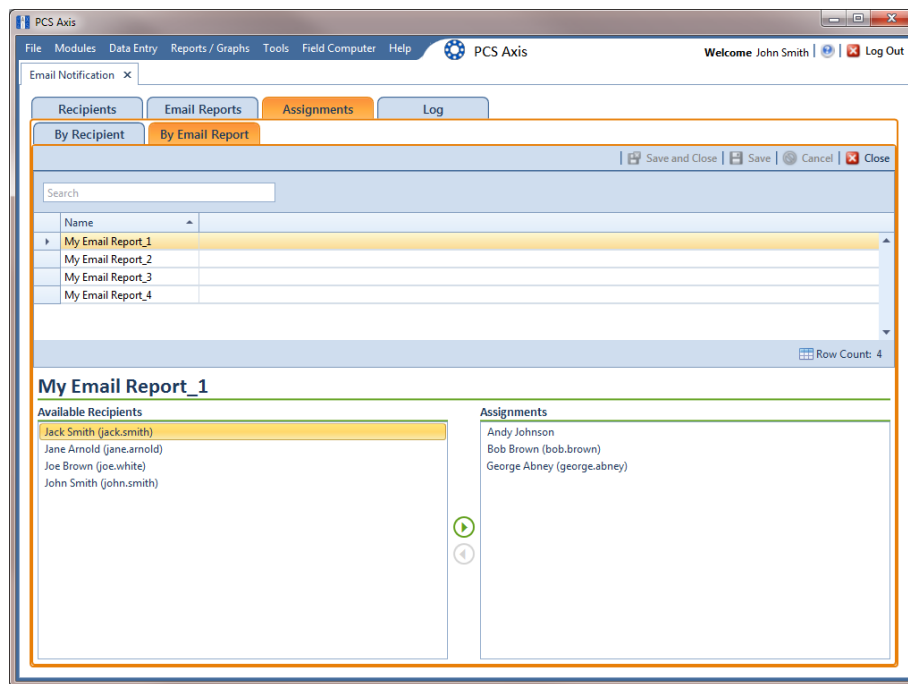 PCS Axis
File Modules Data Entry Reports / Graphs Tools Field Computer Help PCS Axis Welcome John Smith Log Out
Email Notification
Recipients Email Reports Assignments Log
By Recipient By Email Report
Save and Close Save Cancel Close
Search
Name
My Email Report_1
My Email Report_2
My Email Report_3
My Email Report_4
Row Count: 4
My Email Report_1
Available Recipients Assignments
Jack Smith (jack.smith) Andy Johnson
Jane Arnold (jane.arnold) Bob Brown (bob.brown)
Joe Brown (joe.white) George Abney (george.abney)
John Smith (john.smith)